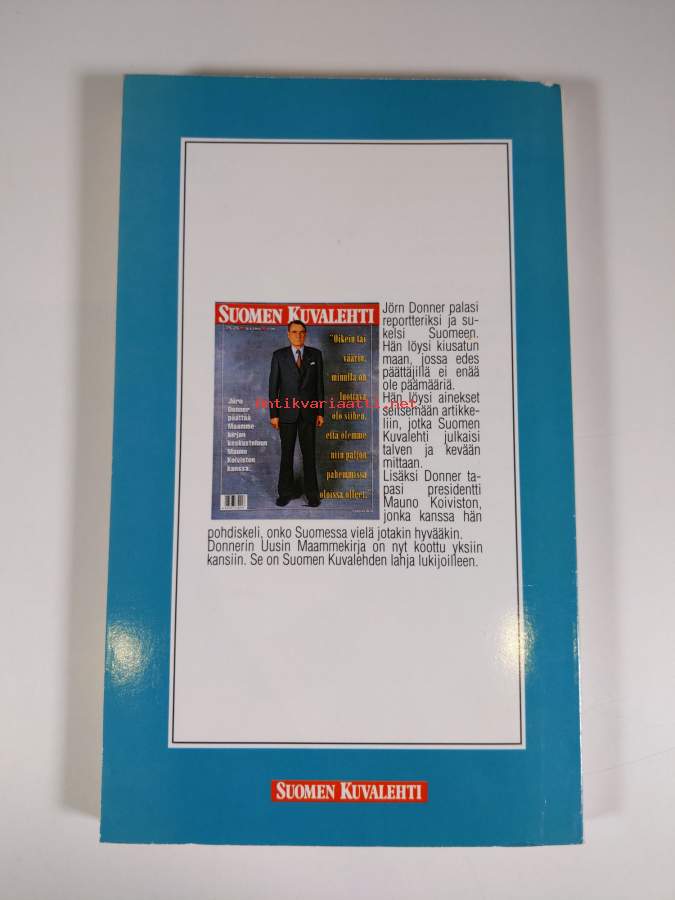 SUOMEN KUVALEHTI
"Oikein tai
väärin,
minulla on
luottava
olo siihen,
että olemme
niin paljon
pahemmissa
oloissa olleet."
Jörn
Donner
päättää
Maamme
kirjan
keskusteluun
Mauno
Koiviston
kanssa.
antikvariaatti.net
Jörn Donner palasi
reportteriksi ja su-
kelsi Suomeen.
Hän löysi kiusatun
maan, jossa edes
päättäjillä ei enää
ole päämääriä.
Hän löysi ainekset
seitsemään artikke-
liin, jotka Suomen
Kuvalehti julkaisi
talven ja kevään
mittaan.
Lisäksi Donner ta-
pasi presidentti
Mauno Koiviston,
jonka kanssa hän
pohdiskeli, onko Suomessa vielä jotakin hyvääkin.
Donnerin Uusin Maammekirja on nyt koottu yksiin
kansiin. Se on Suomen Kuvalehden lahja lukijoilleen.
SUOMEN KUVALEHTI